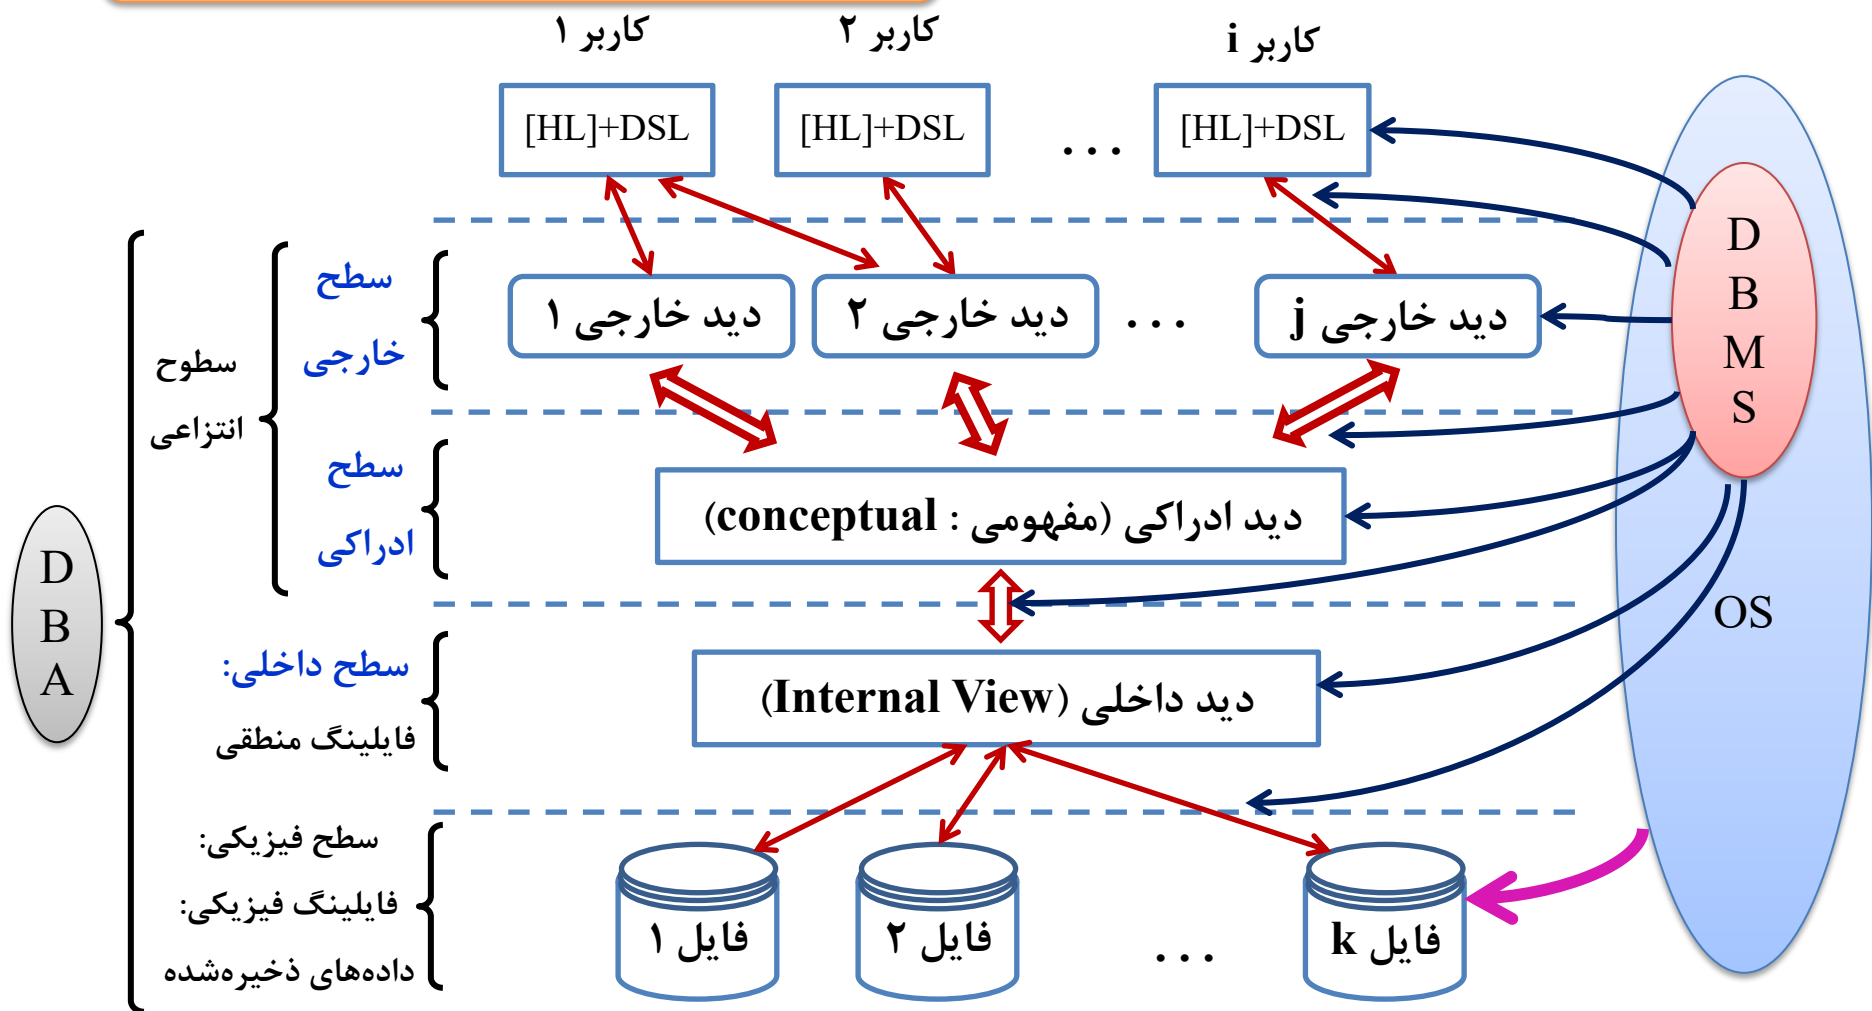 کاربر ۱
کاربر ۲
کاربر i
[HL]+DSL
[HL]+DSL
...
[HL]+DSL
D
B
M
S
OS
سطح
خارجی
دید خارجی ۱
دید خارجی ۲
...
دید خارجی j
سطوح
انتزاعی
سطح
ادراکی
دید ادراکی (مفهومی : conceptual)
D
B
A
سطح داخلی:
فایلینگ منطقی
دید داخلی (Internal View)
سطح فیزیکی:
فایلینگ فیزیکی:
داده‌های ذخیره‌شده
فایل ۱
فایل ۲
...
فایل k